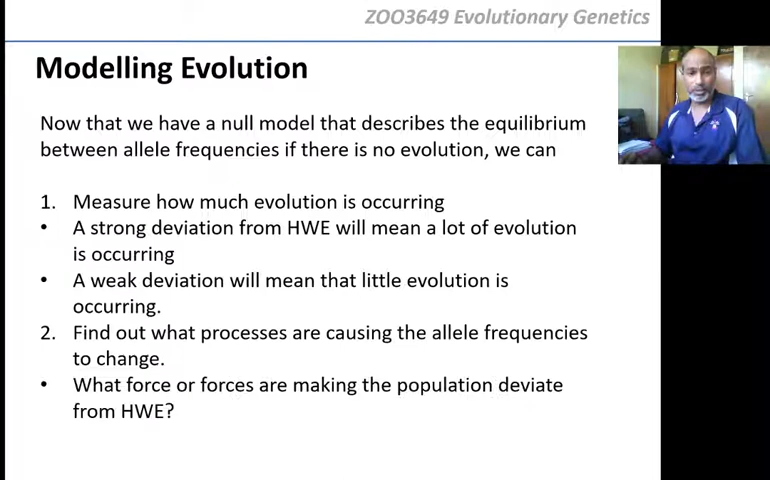 ZOO3649 Evolutionary Genetics
Modelling Evolution
Now that we have a null model that describes the equilibrium
between allele frequencies if there is no evolution, we can
1. Measure how much evolution is occurring
• A strong deviation from HWE will mean a lot of evolution
is occurring
• A weak deviation will mean that little evolution is
occurring.
2. Find out what processes are causing the allele frequencies
to change.
• What force or forces are making the population deviate
from HWE?